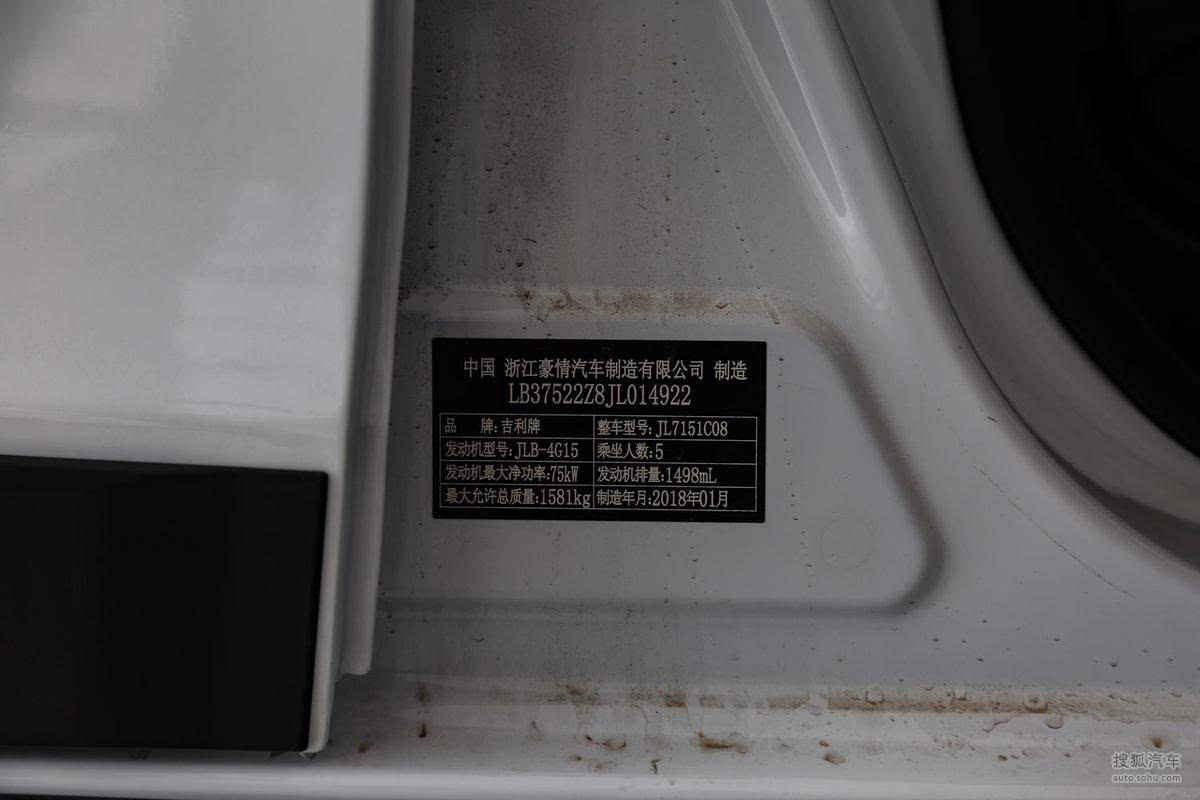 中国 浙江豪情汽车制造有限公司 制造
LB37522Z8JL014922
品 牌:吉利牌 整车型号:JL7151C08
发动机型号:JLB-4G15 乘坐人数:5
发动机最大净功率:75kW 发动机排量:1498mL
最大允许总质量:1581kg 制造年月:2018年01月
搜狐汽车
auto.sohu.com